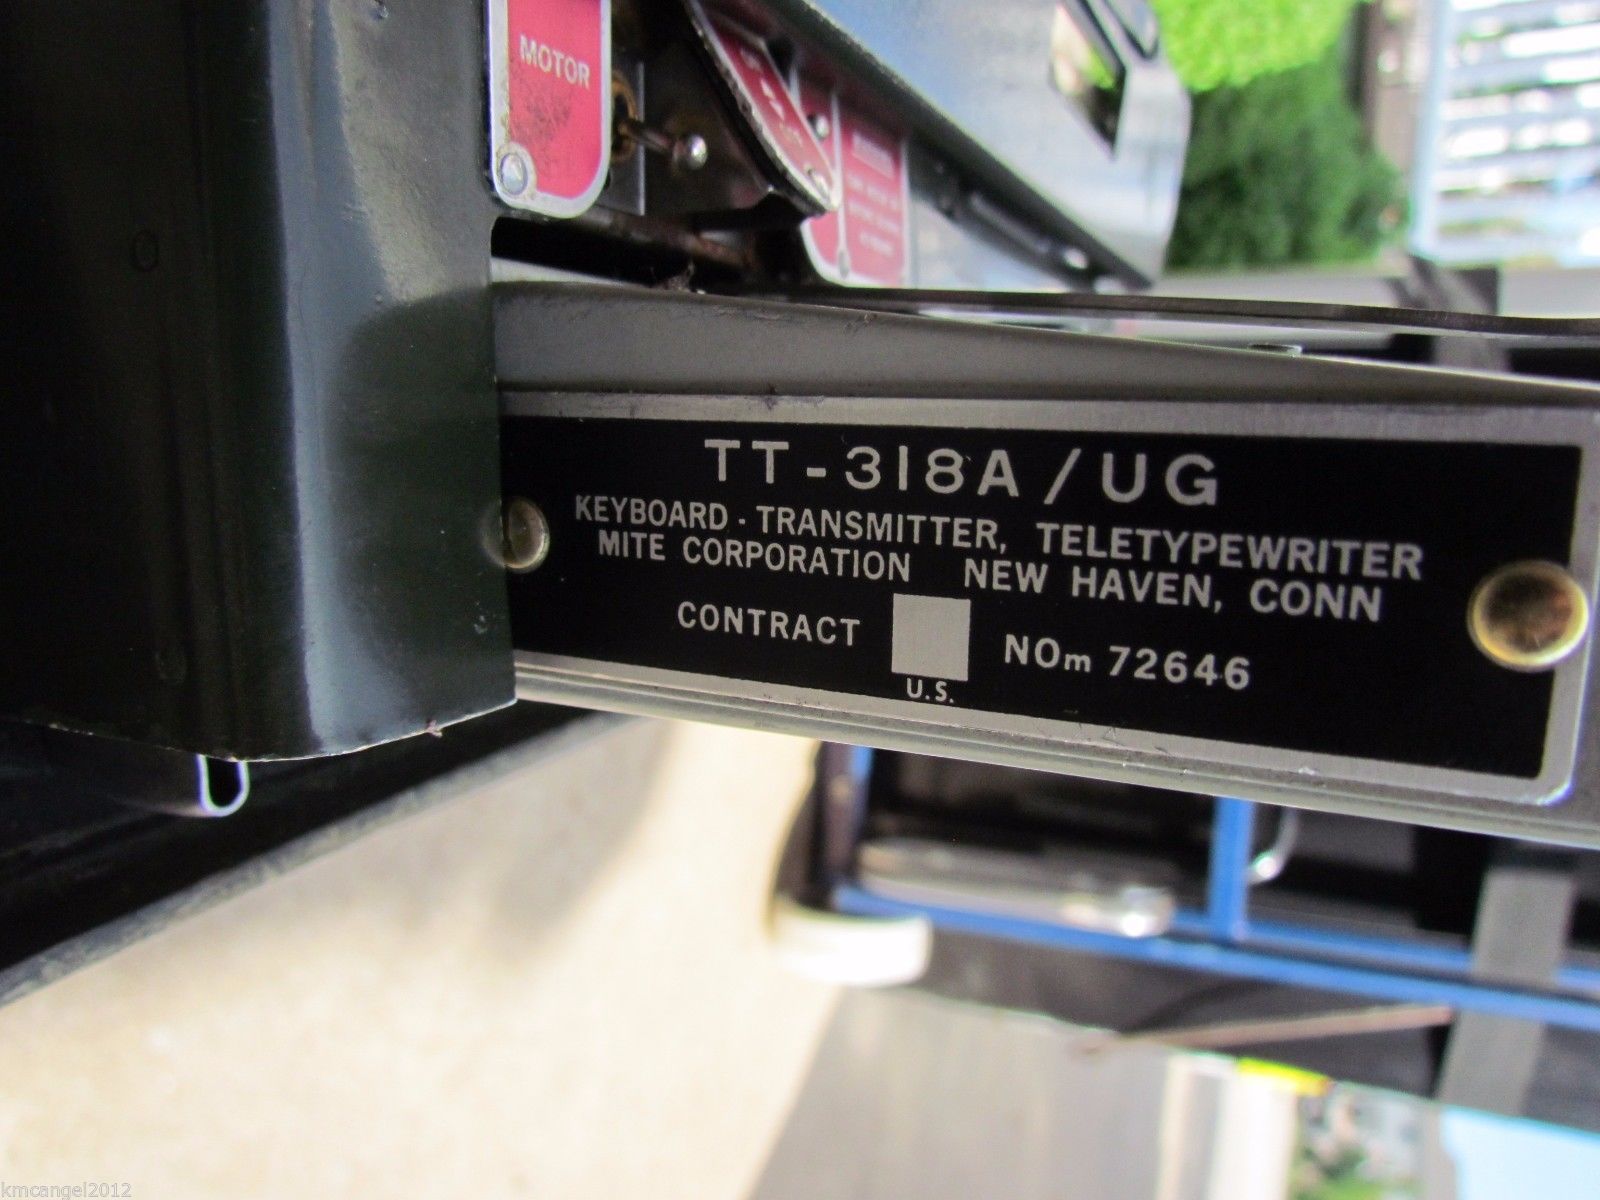 MOTOR
TT-318A/UG
KEYBOARD - TRANSMITTER, TELETYPEWRITER
MITE CORPORATION NEW HAVEN, CONN
CONTRACT NOm 72646
U.S.
kmcangel2012